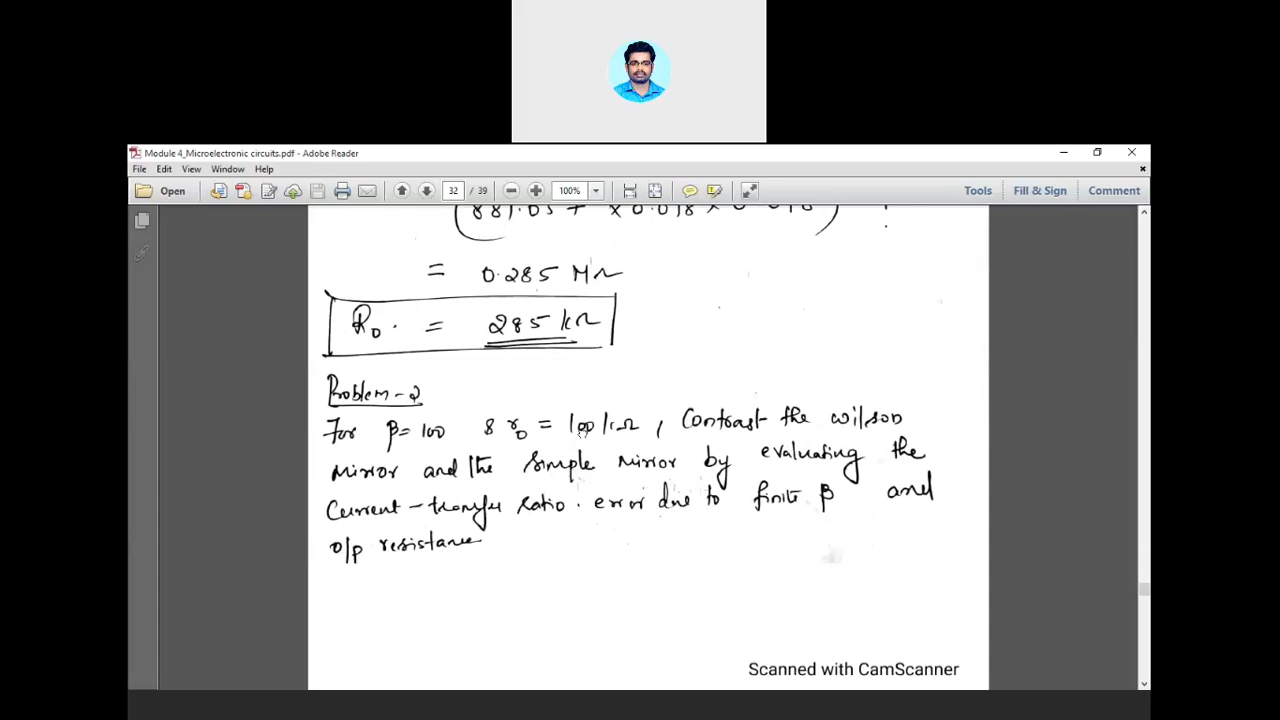 Module 4_Microelectronic circuits.pdf - Adobe Reader
File Edit View Window Help
Open 32 / 39 100% Tools Fill & Sign Comment
= 0.285 MΩ
R₀ = 285 kΩ
Problem-2
For β=100 & r₀ = 100 kΩ, Contrast the wilson
mirror and the simple mirror by evaluating the
Current-transfer ratio. error due to finite β and
o/p resistance
Scanned with CamScanner